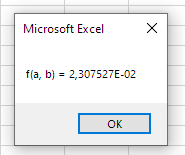 Microsoft Excel
f(a, b) = 2,307527E-02
OK